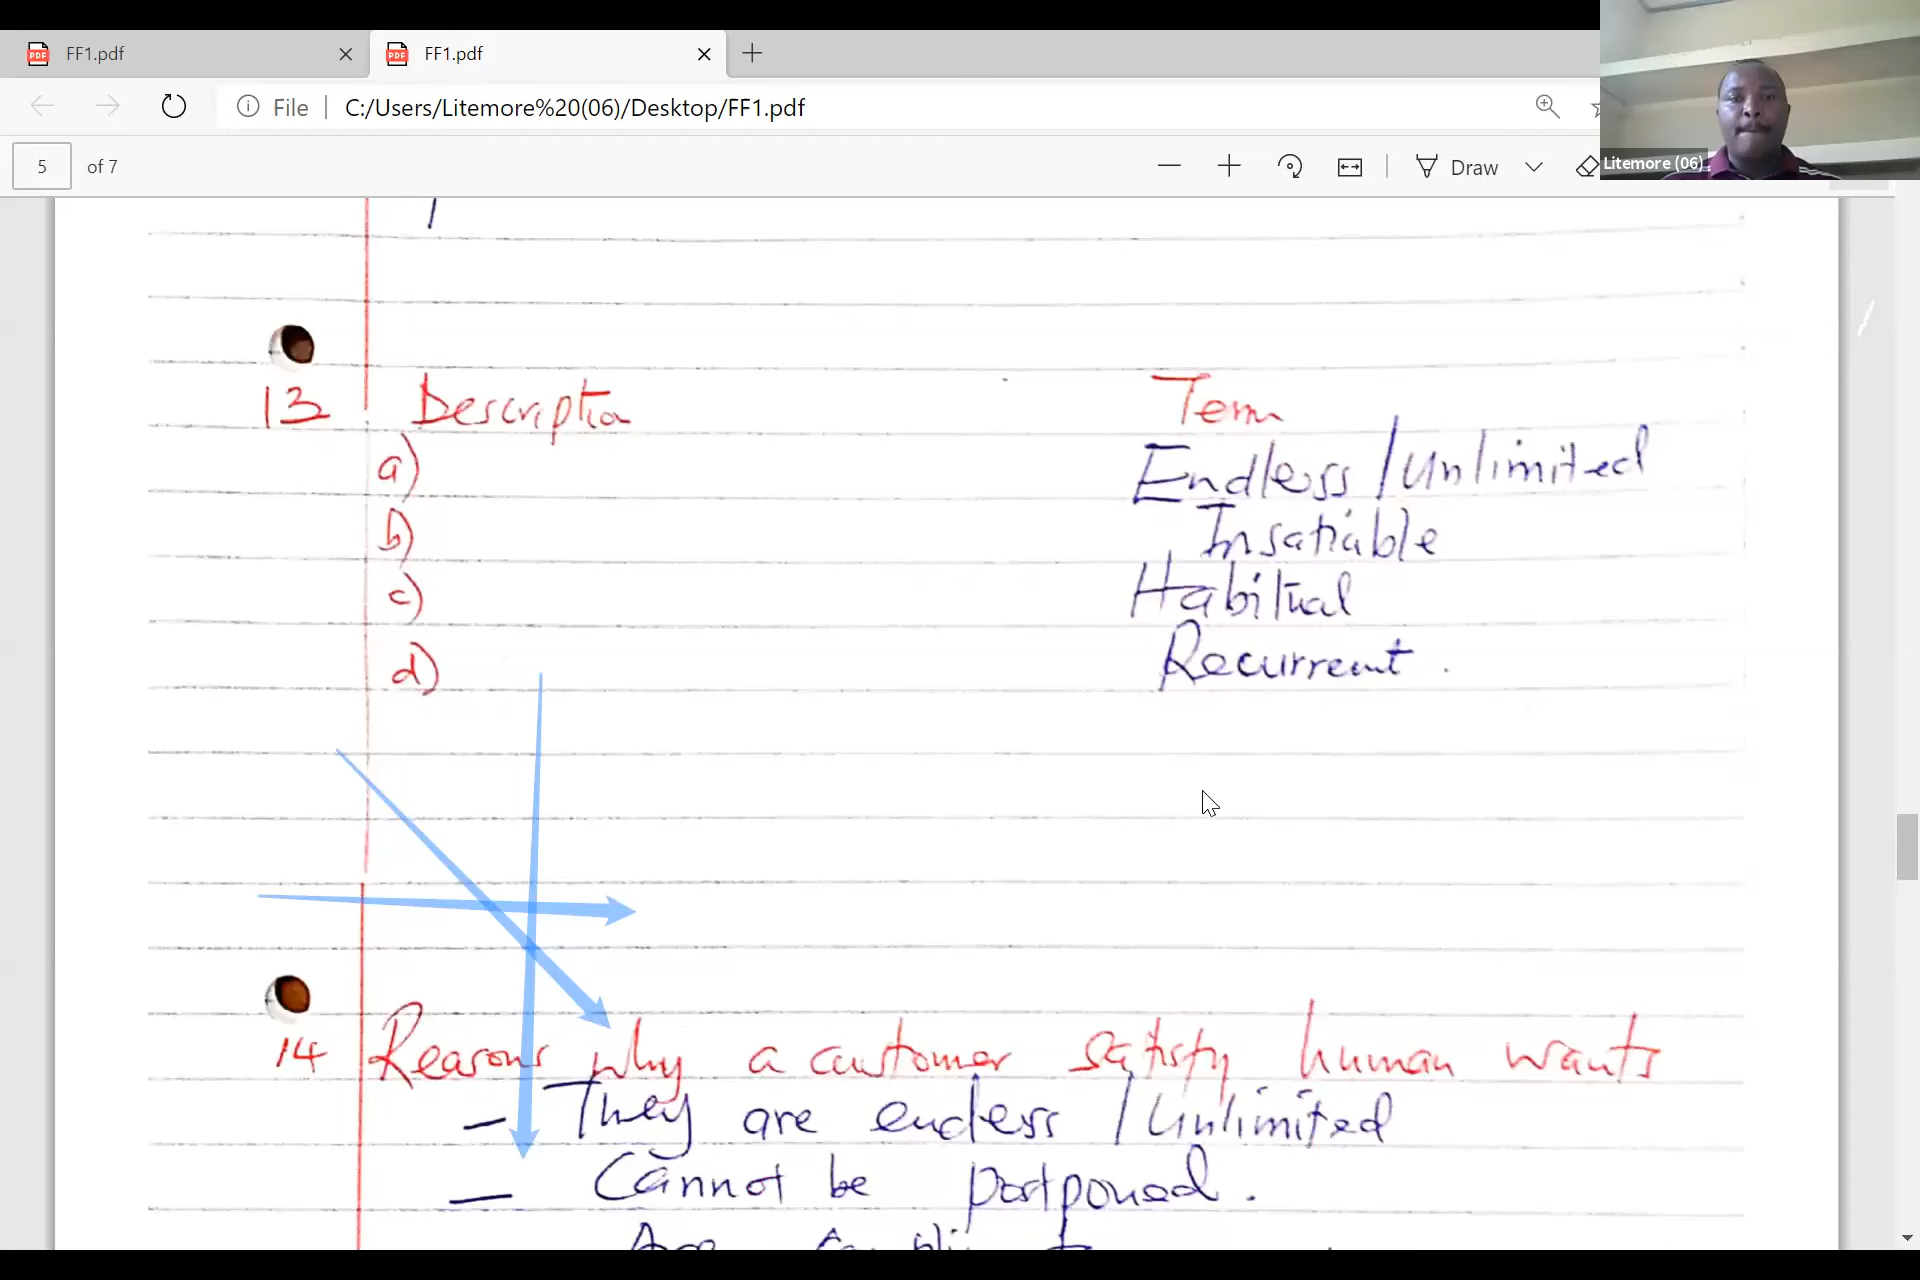 FF1.pdf
FF1.pdf
File | C:/Users/Litemore%20(06)/Desktop/FF1.pdf
5 of 7
Draw
Litemore (06)
13 Description Term
a) Endless / Unlimited
b) Insatiable
c) Habitual
d) Recurrent .
14 Reasons why a customer satisfy human wants
– They are endless / Unlimited
– Cannot be postponed .
Are